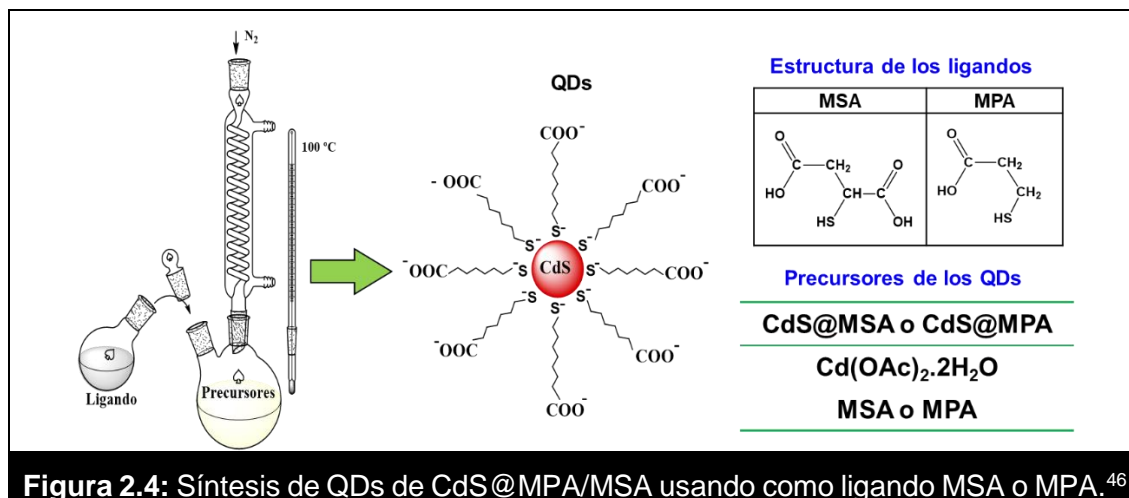 N₂
100 °C
Ligando
Precursores
QDs
COO⁻
⁻ OOC
COO⁻
S⁻
S⁻
S⁻
⁻OOC
⁻S
CdS
S⁻
COO⁻
⁻S
S⁻
S⁻
⁻OOC
COO⁻
COO⁻
Estructura de los ligandos
MSA MPA
O
CH₂
O
HO
CH
HS
OH
O
CH₂
HO
CH₂
HS
Precursores de los QDs
CdS@MSA o CdS@MPA
Cd(OAc)₂.2H₂O
MSA o MPA
Figura 2.4: Síntesis de QDs de CdS@MPA/MSA usando como ligando MSA o MPA.⁴⁶